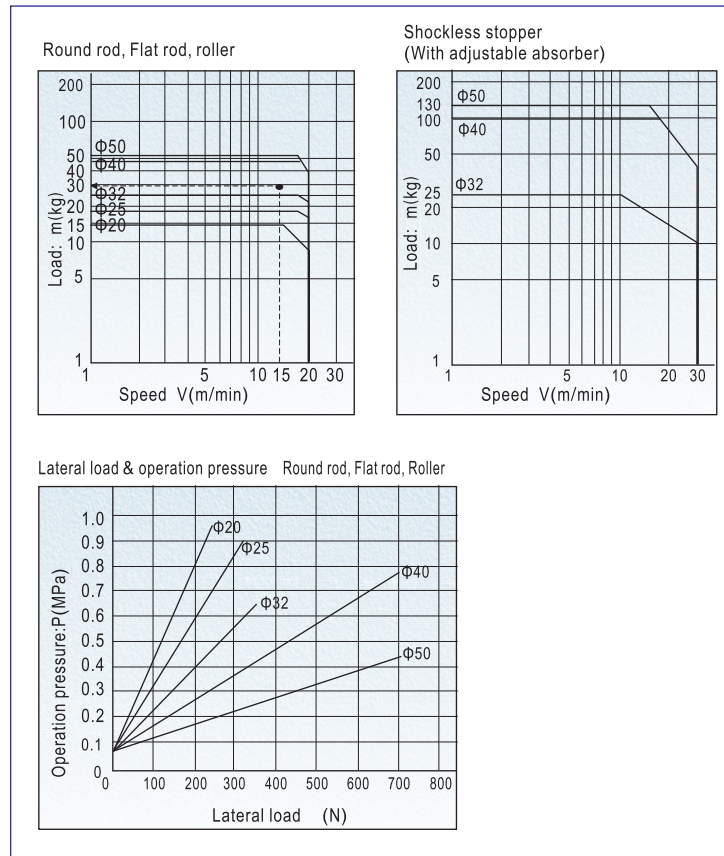 Round rod, Flat rod, roller
200
100
50
40
30
20
15
10
5
1
Φ50
Φ40
Φ32
Φ25
Φ20
Load: m(kg)
1 5 10 15 20 30
Speed V(m/min)
Shockless stopper
(With adjustable absorber)
200
130
100
50
25
20
10
5
1
Φ50
Φ40
Φ32
Load: m(kg)
1 5 10 20 30
Speed V(m/min)
Lateral load & operation pressure Round rod, Flat rod, Roller
1.0
0.9
0.8
0.7
0.6
0.5
0.4
0.3
0.2
0.1
0
Φ20
Φ25
Φ40
Φ32
Φ50
Operation pressure:P(MPa)
0 100 200 300 400 500 600 700 800
Lateral load (N)